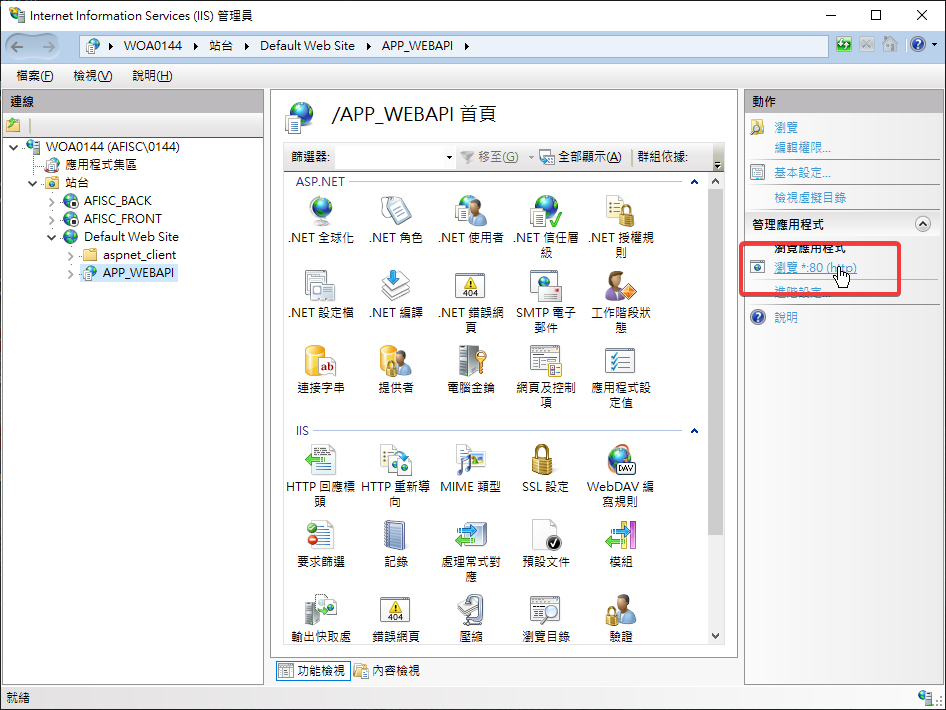 Internet Information Services (IIS) 管理員
WOA0144 站台 Default Web Site APP_WEBAPI
檔案(F) 檢視(V) 說明(H)
連線
WOA0144 (AFISC\0144)
應用程式集區
站台
AFISC_BACK
AFISC_FRONT
Default Web Site
aspnet_client
APP_WEBAPI
/APP_WEBAPI 首頁
篩選器: 移至(G) 全部顯示(A) 群組依據:
ASP.NET
.NET 全球化 .NET 角色 .NET 使用者 .NET 信任層級 .NET 授權規則
.NET 設定檔 .NET 編譯 .NET 錯誤網頁 SMTP 電子郵件 工作階段狀態
連接字串 提供者 電腦金鑰 網頁及控制項 應用程式設定值
IIS
HTTP 回應標頭 HTTP 重新導向 MIME 類型 SSL 設定 WebDAV 編寫規則
要求篩選 記錄 處理常式對應 預設文件 模組
輸出快取處 錯誤網頁 壓縮 瀏覽目錄 驗證
功能檢視 內容檢視
動作
瀏覽
編輯權限...
基本設定...
檢視虛擬目錄
管理應用程式
瀏覽應用程式
瀏覽 *:80 (http)
進階設定...
說明
就緒